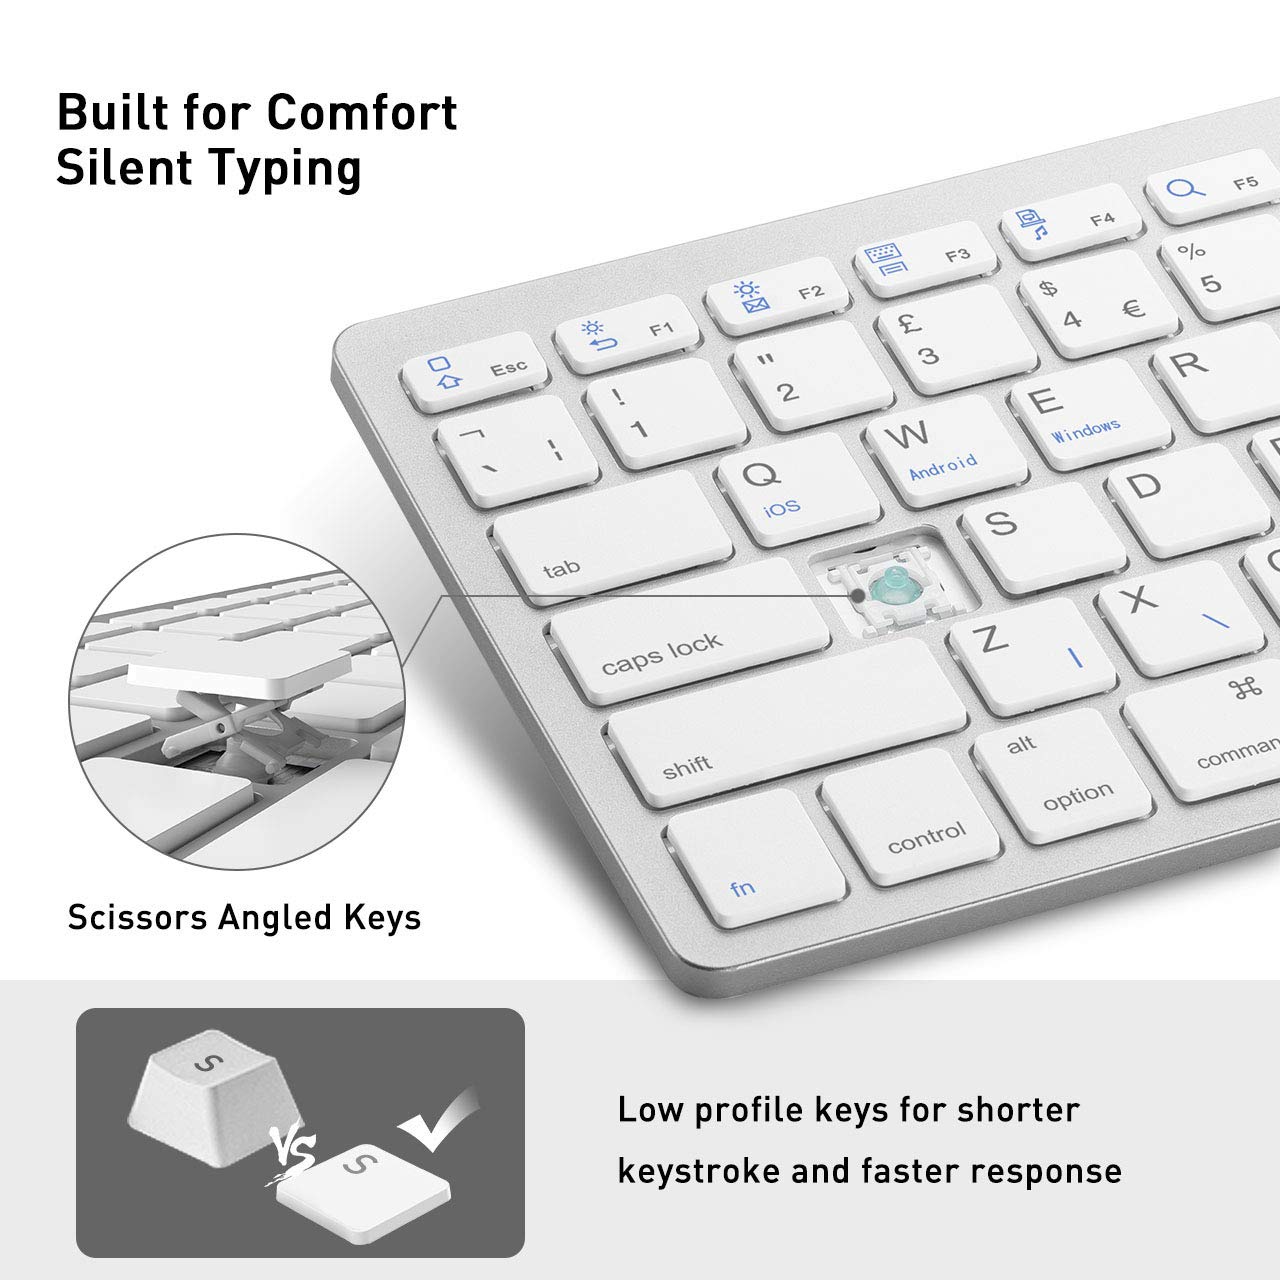 Built for Comfort
Silent Typing
Esc
F1
F2
F3
F4
F5
¬ ` ¦
! 1
" 2
£ 3
$ 4 €
% 5
tab
Q iOS
W Android
E Windows
R
caps lock
S
D
shift
Z |
X \
fn
control
alt option
⌘
comman
Scissors Angled Keys
S
VS
S
Low profile keys for shorter
keystroke and faster response